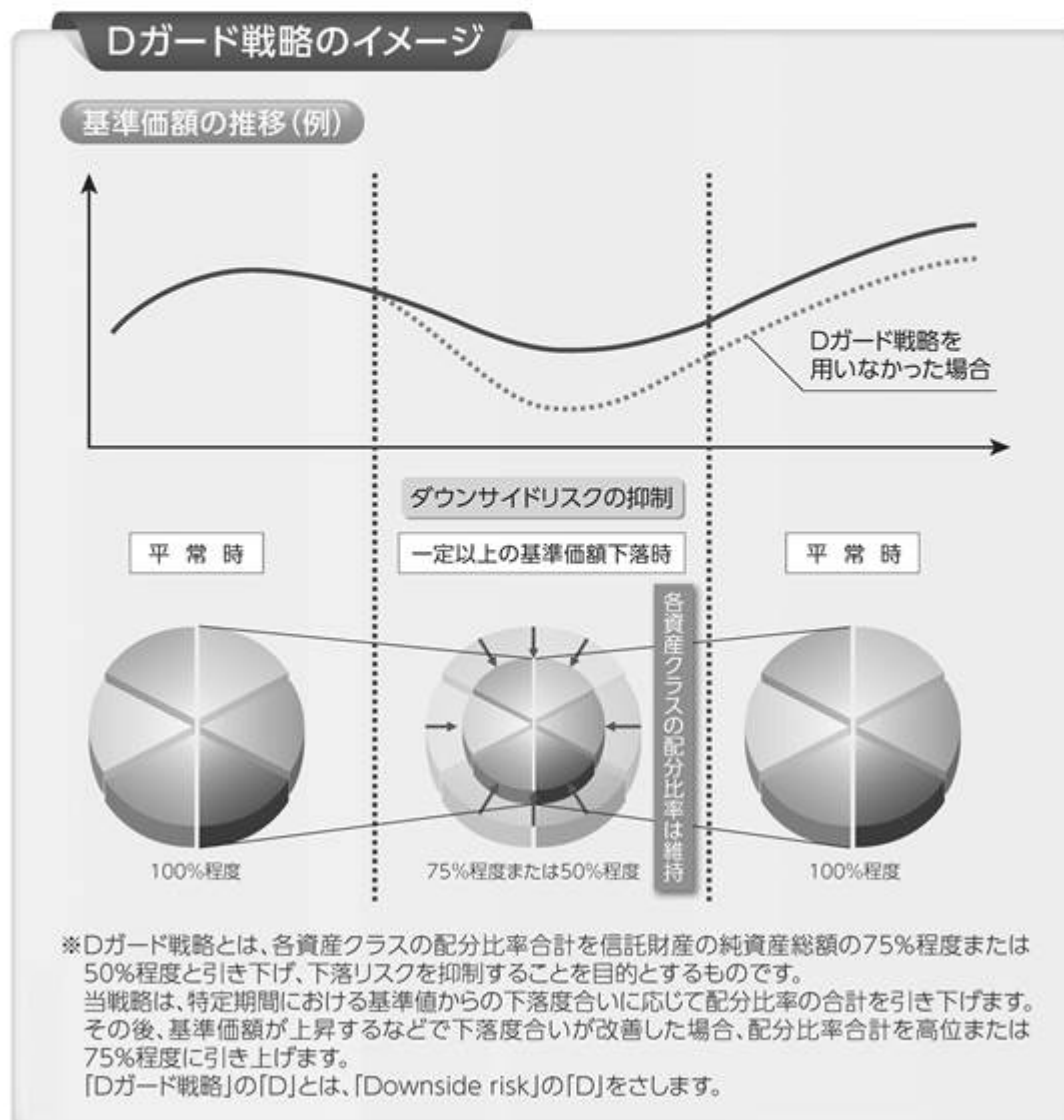 Dガード戦略のイメージ
基準価額の推移(例)
Dガード戦略を
用いなかった場合
ダウンサイドリスクの抑制
平常時
一定以上の基準価額下落時
平常時
各資産クラスの配分比率は維持
100%程度
75%程度または50%程度
100%程度
※Dガード戦略とは、各資産クラスの配分比率合計を信託財産の純資産総額の75%程度または
50%程度と引き下げ、下落リスクを抑制することを目的とするものです。
当戦略は、特定期間における基準値からの下落度合いに応じて配分比率の合計を引き下げます。
その後、基準価額が上昇するなどで下落度合いが改善した場合、配分比率合計を高位または
75%程度に引き上げます。
「Dガード戦略」の「D」とは、「Downside risk」の「D」をさします。